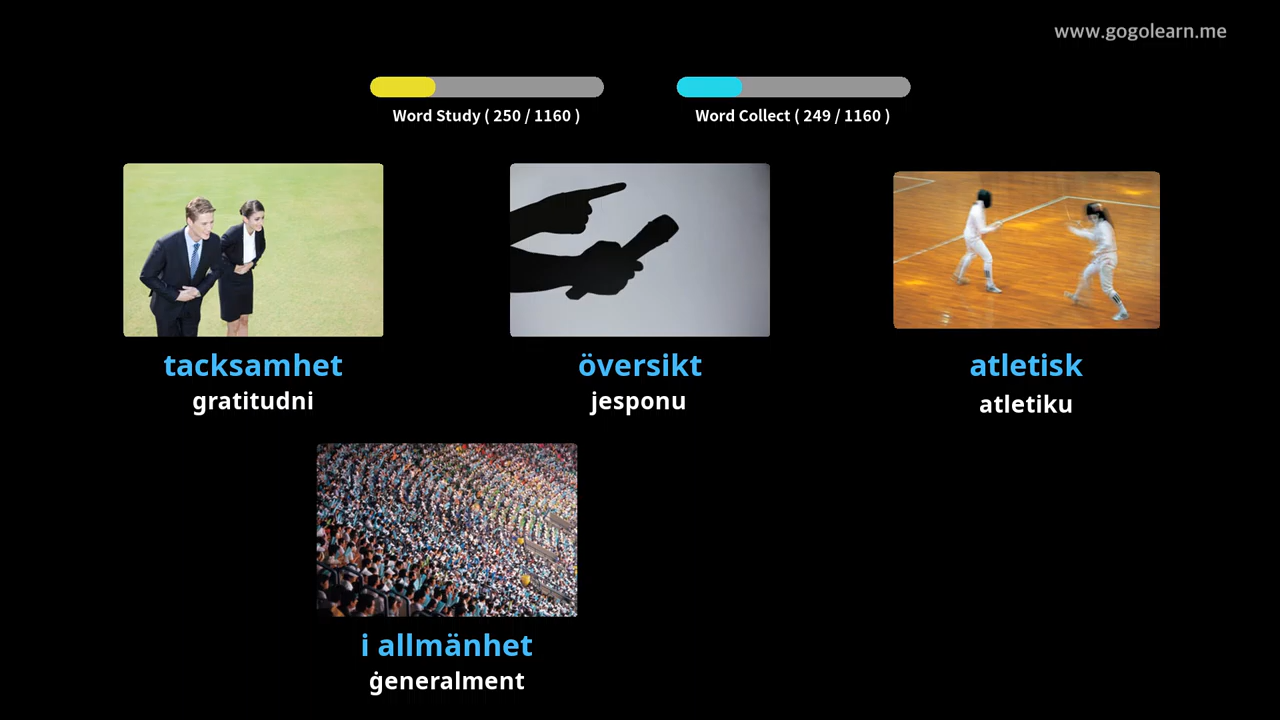 www.gogolearn.me
Word Study ( 250 / 1160 )
Word Collect ( 249 / 1160 )
tacksamhet
gratitudni
översikt
jesponu
atletisk
atletiku
i allmänhet
ġeneralment